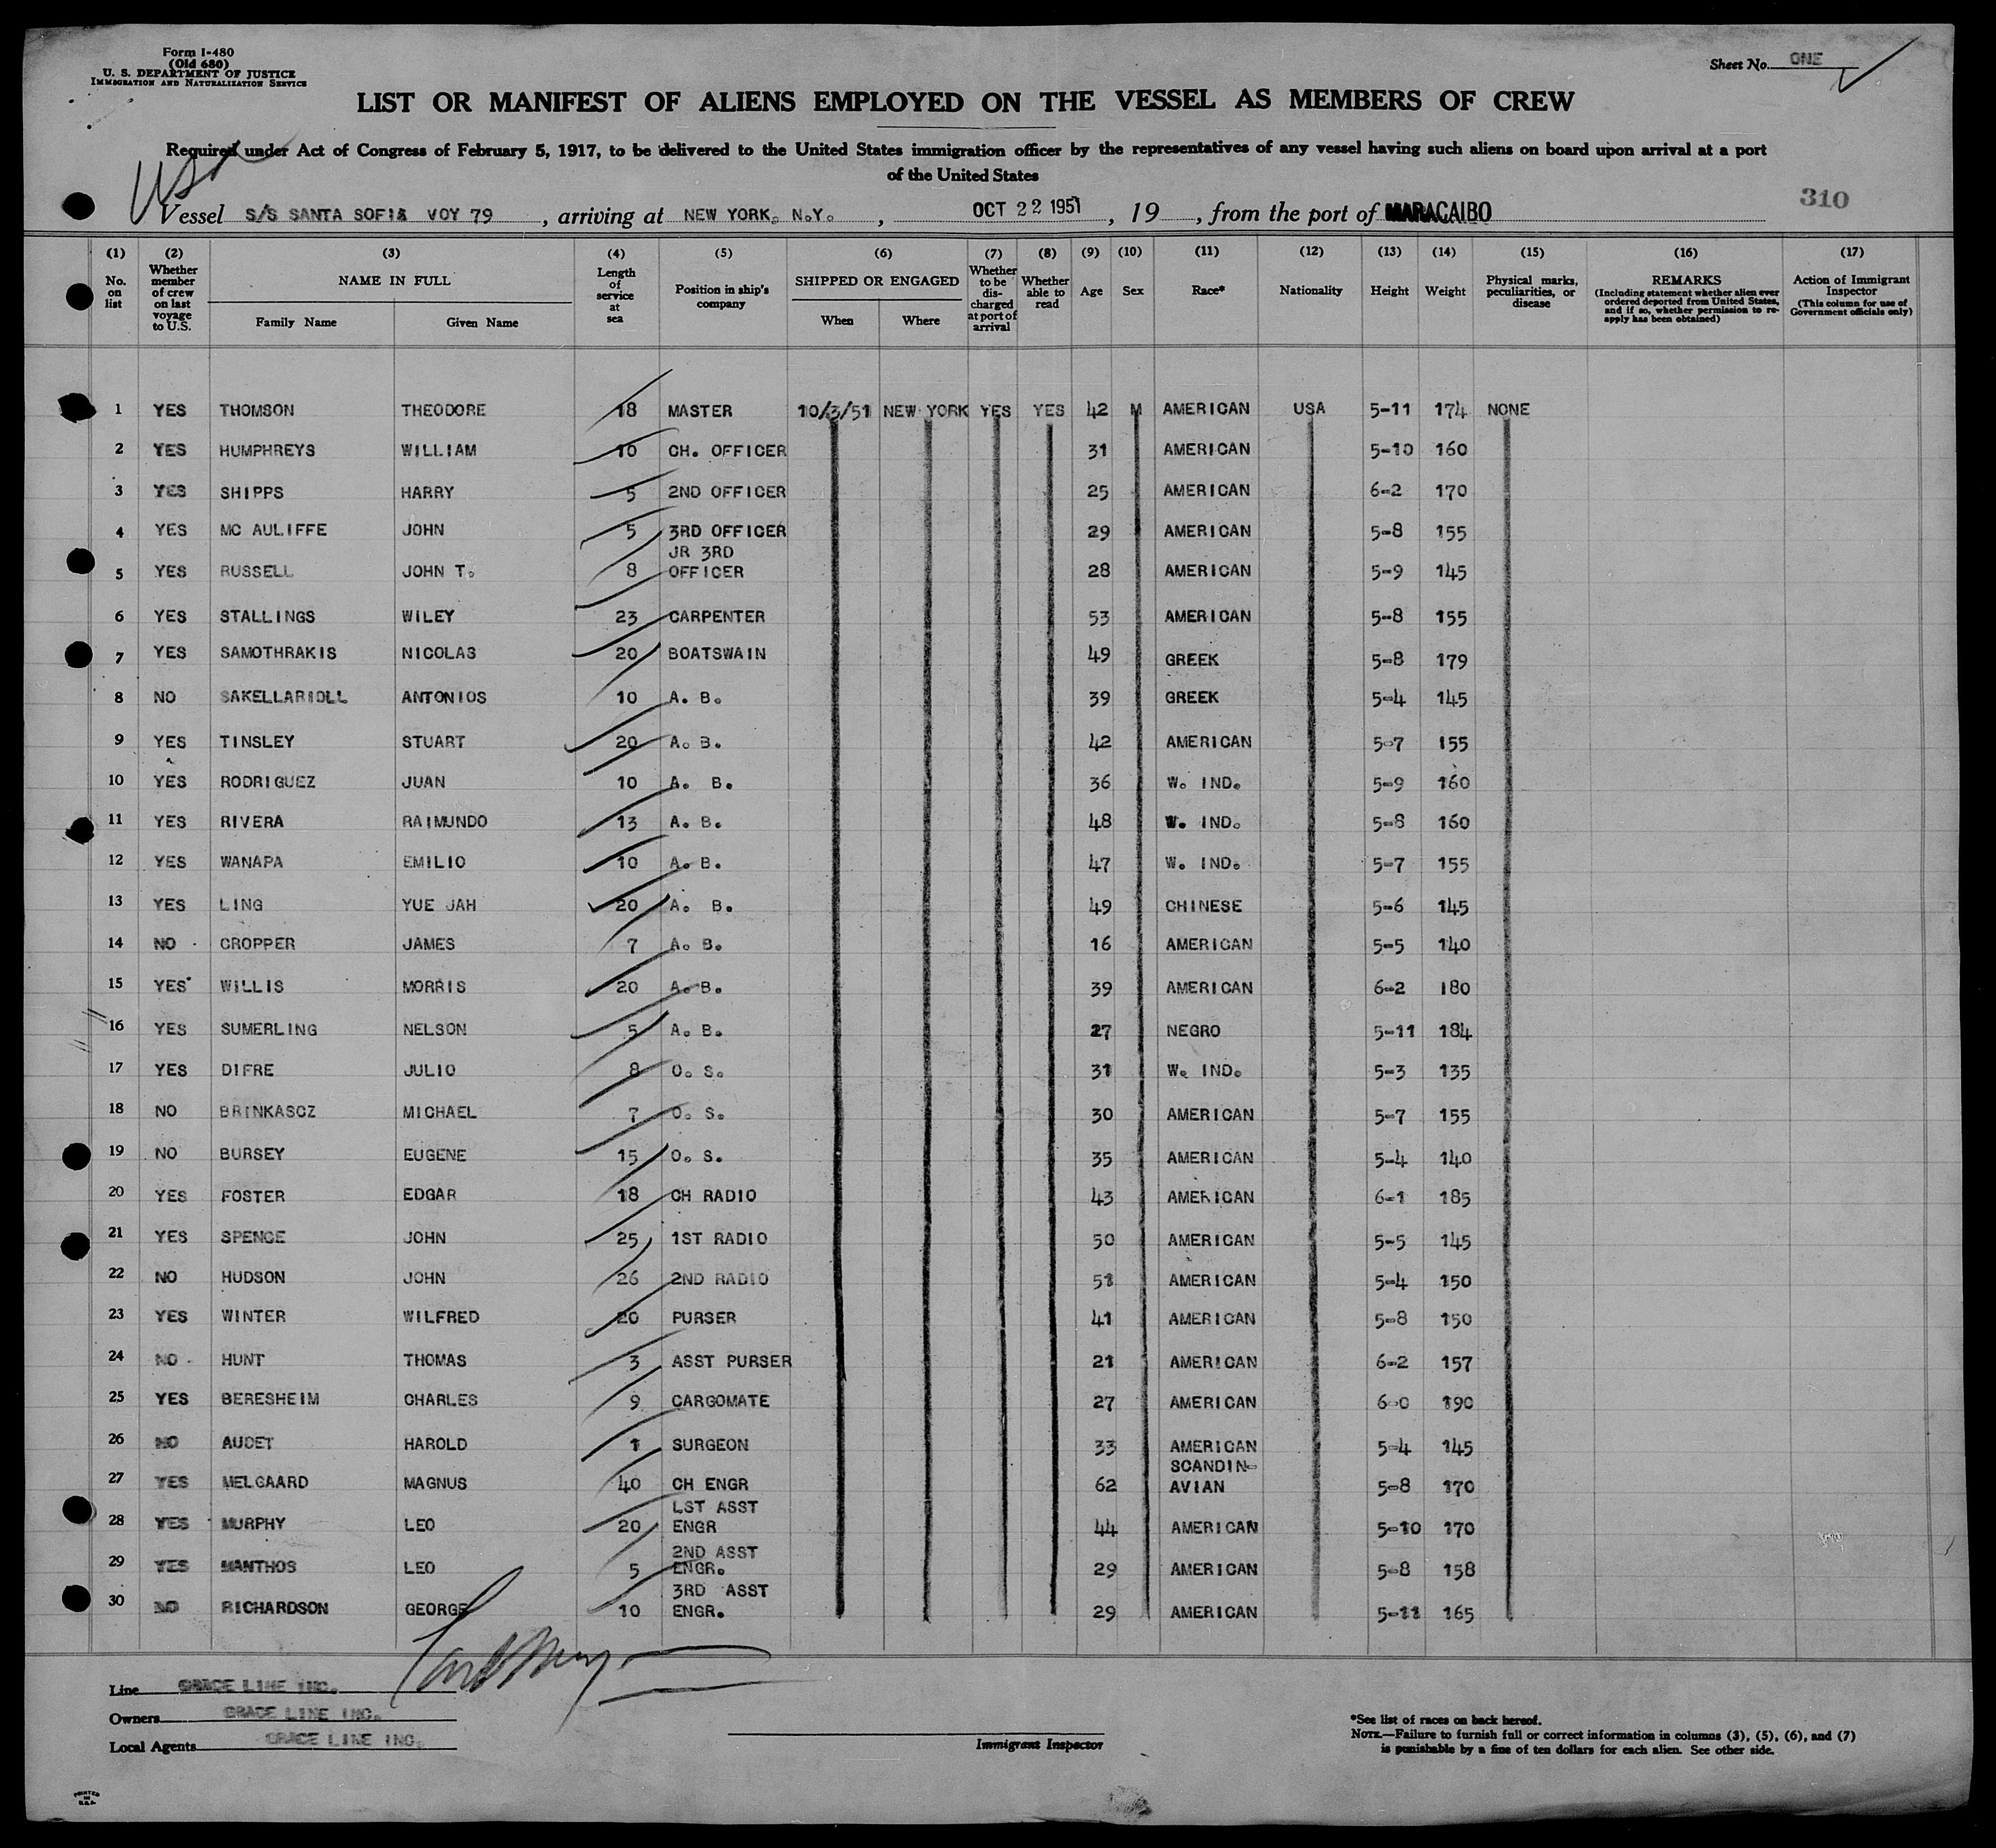 Form I-480
(Old 680)
U. S. DEPARTMENT OF JUSTICE
IMMIGRATION AND NATURALIZATION SERVICE
Sheet No. ONE
LIST OR MANIFEST OF ALIENS EMPLOYED ON THE VESSEL AS MEMBERS OF CREW
Required under Act of Congress of February 5, 1917, to be delivered to the United States immigration officer by the representatives of any vessel having such aliens on board upon arrival at a port
of the United States
USA
310
Vessel S/S SANTA SOFIA VOY 79, arriving at NEW YORK, N.Y., OCT 22 1951, 19, from the port of MARACAIBO
(1) No. on list
(2) Whether member of crew on last voyage to U.S.
(3) NAME IN FULL Family Name Given Name
(4) Length of service at sea
(5) Position in ship's company
(6) SHIPPED OR ENGAGED When Where
(7) Whether to be discharged at port of arrival
(8) Whether able to read
(9) Age
(10) Sex
(11) Race*
(12) Nationality
(13) Height
(14) Weight
(15) Physical marks, peculiarities, or disease
(16) REMARKS (Including statement whether alien ever ordered deported from United States, and if so, whether permission to re-apply has been obtained)
(17) Action of Immigrant Inspector (This column for use of Government officials only)
1 YES THOMSON THEODORE 18 MASTER 10/3/51 NEW YORK YES YES 42 M AMERICAN USA 5-11 174 NONE
2 YES HUMPHREYS WILLIAM 10 CH. OFFICER 31 AMERICAN 5-10 160
3 YES SHIPPS HARRY 5 2ND OFFICER 25 AMERICAN 6-2 170
4 YES MC AULIFFE JOHN 5 3RD OFFICER 29 AMERICAN 5-8 155
5 YES RUSSELL JOHN T. 8 JR 3RD OFFICER 28 AMERICAN 5-9 145
6 YES STALLINGS WILEY 23 CARPENTER 53 AMERICAN 5-8 155
7 YES SAMOTHRAKIS NICOLAS 20 BOATSWAIN 49 GREEK 5-8 179
8 NO SAKELLARIOLL ANTONIOS 10 A. B. 39 GREEK 5-4 145
9 YES TINSLEY STUART 20 A. B. 42 AMERICAN 5-7 155
10 YES RODRIGUEZ JUAN 10 A. B. 36 W. IND. 5-9 160
11 YES RIVERA RAIMUNDO 13 A. B. 48 W. IND. 5-8 160
12 YES WANAPA EMILIO 10 A. B. 47 W. IND. 5-7 155
13 YES LING YUE JAH 20 A. B. 49 CHINESE 5-6 145
14 NO CROPPER JAMES 7 A. B. 16 AMERICAN 5-5 140
15 YES WILLIS MORRIS 20 A. B. 39 AMERICAN 6-2 180
16 YES SUMERLING NELSON 5 A. B. 27 NEGRO 5-11 184
17 YES DIFRE JULIO 8 O. S. 31 W. IND. 5-3 135
18 NO BRINKASCZ MICHAEL 7 O. S. 30 AMERICAN 5-7 155
19 NO BURSEY EUGENE 15 O. S. 35 AMERICAN 5-4 140
20 YES FOSTER EDGAR 18 CH RADIO 43 AMERICAN 6-1 185
21 YES SPENCE JOHN 25 1ST RADIO 50 AMERICAN 5-5 145
22 NO HUDSON JOHN 26 2ND RADIO 51 AMERICAN 5-4 150
23 YES WINTER WILFRED 20 PURSER 41 AMERICAN 5-8 150
24 NO HUNT THOMAS 3 ASST PURSER 21 AMERICAN 6-2 157
25 YES BERESHEIM CHARLES 9 CARGOMATE 27 AMERICAN 6-0 190
26 NO AUDET HAROLD 1 SURGEON 33 AMERICAN 5-4 145
27 YES MELGAARD MAGNUS 40 CH ENGR 62 SCANDINAVIAN 5-8 170
28 YES MURPHY LEO 20 LST ASST ENGR 44 AMERICAN 5-10 170
29 YES MANTHOS LEO 5 2ND ASST ENGR. 29 AMERICAN 5-8 158
30 NO RICHARDSON GEORGE 10 3RD ASST ENGR. 29 AMERICAN 5-11 165
Line GRACE LINE INC.
Owners GRACE LINE INC.
Local Agents GRACE LINE INC.
Immigrant Inspector
*See list of races on back hereof.
NOTE.—Failure to furnish full or correct information in columns (3), (5), (6), and (7)
is punishable by a fine of ten dollars for each alien. See other side.
PRINTED IN U.S.A.